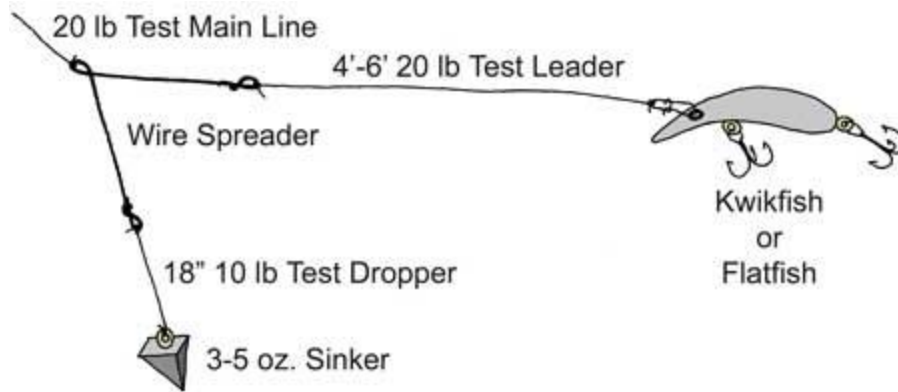 20 lb Test Main Line
4'-6' 20 lb Test Leader
Wire Spreader
Kwikfish
or
Flatfish
18" 10 lb Test Dropper
3-5 oz. Sinker